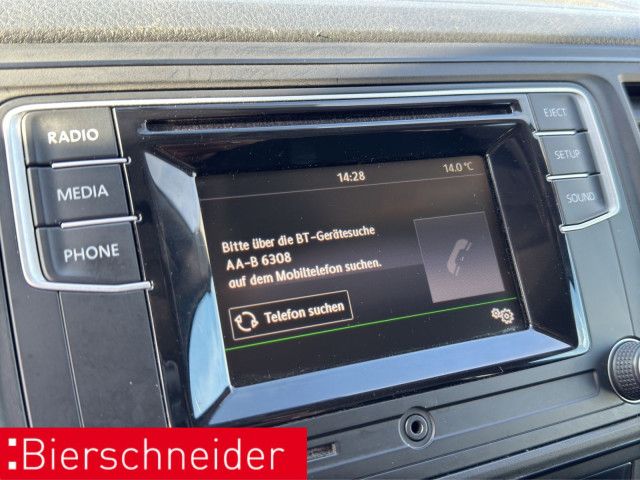 RADIO
MEDIA
PHONE
EJECT
SETUP
SOUND
14:28
14.0 °C
Bitte über die BT-Gerätesuche
AA-B 6308
auf dem Mobiltelefon suchen.
Telefon suchen
Bierschneider